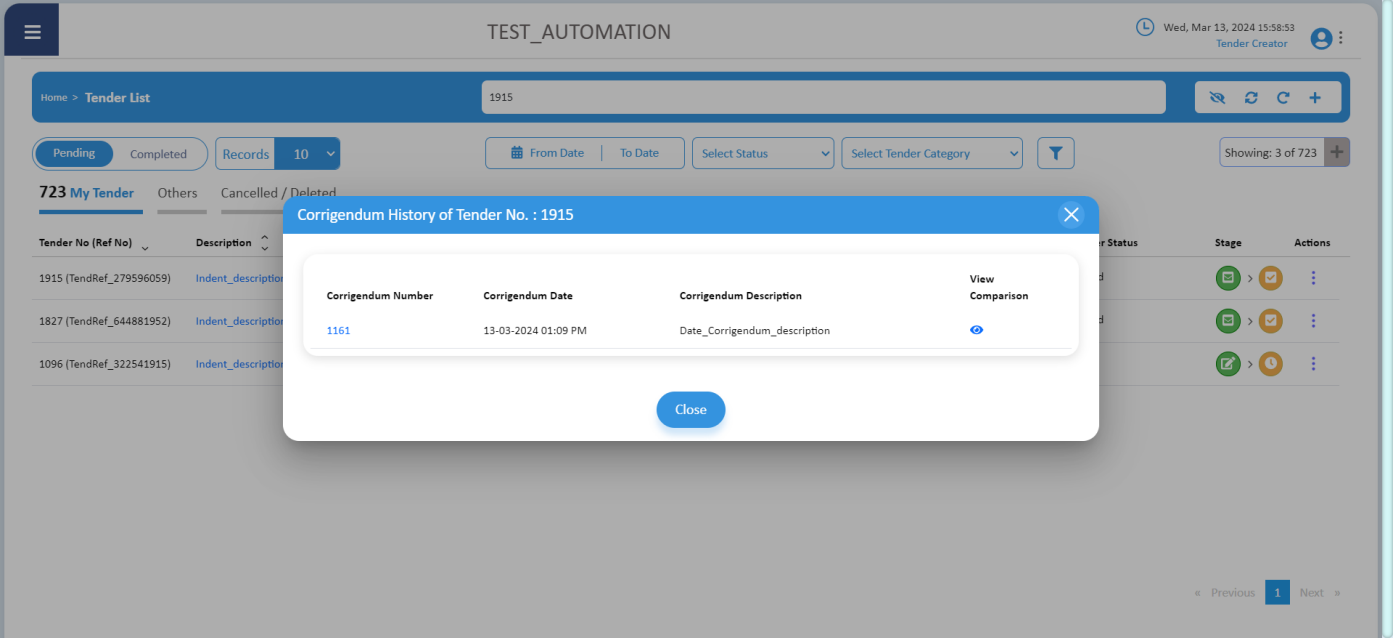 TEST_AUTOMATION
Wed, Mar 13, 2024 15:58:53
Tender Creator
Home > Tender List
1915
Pending Completed Records 10 From Date To Date Select Status Select Tender Category Showing: 3 of 723 +
723 My Tender Others Cancelled / Deleted
Corrigendum History of Tender No. : 1915
Tender No (Ref No) Description Status Stage Actions
1915 (TendRef_279596059) Indent_description
1827 (TendRef_644881952) Indent_description
1096 (TendRef_322541915) Indent_description
Corrigendum Number Corrigendum Date Corrigendum Description View Comparison
1161 13-03-2024 01:09 PM Date_Corrigendum_description
Close
« Previous 1 Next »